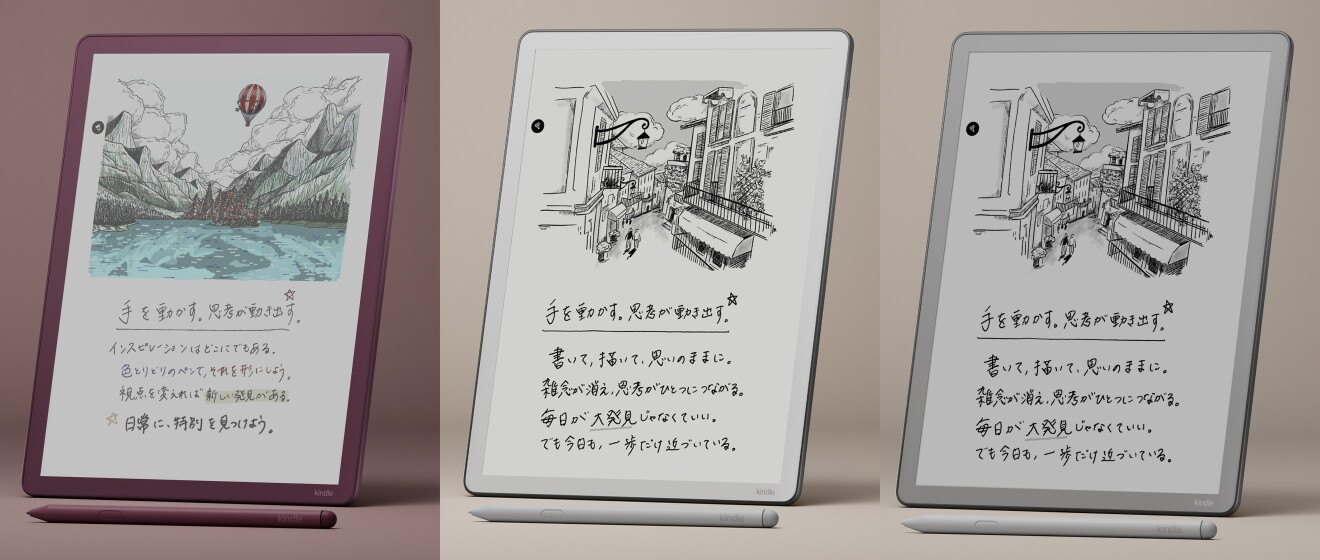 手を動かす。思考が動き出す。
インスピレーションはどこにでもある。
色とりどりのペンで、それを形にしよう。
視点を変えれば新しい発見がある。
日常に、特別を見つけよう。
kindle
kindle
手を動かす。思考が動き出す。
書いて、描いて、思いのままに。
雑念が消え、思考がひとつにつながる。
毎日が大発見じゃなくていい。
でも今日も、一歩だけ近づいている。
kindle
kindle
手を動かす。思考が動き出す。
書いて、描いて、思いのままに。
雑念が消え、思考がひとつにつながる。
毎日が大発見じゃなくていい。
でも今日も、一歩だけ近づいている。
kindle
kindle